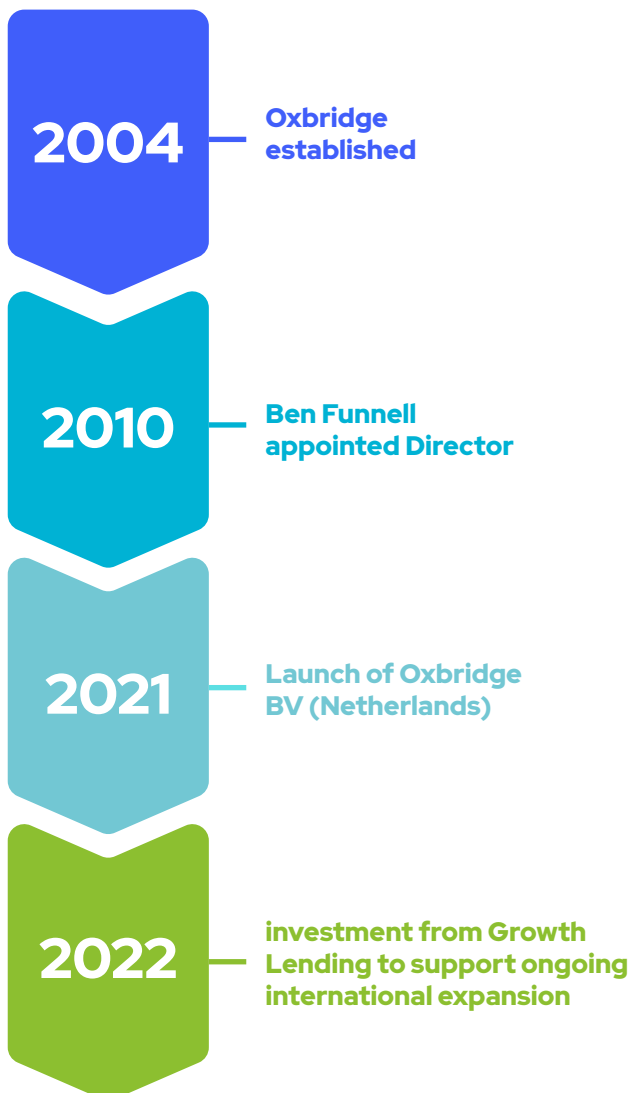 2004
Oxbridge
established
2010
Ben Funnell
appointed Director
2021
Launch of Oxbridge
BV (Netherlands)
2022
investment from Growth
Lending to support ongoing
international expansion